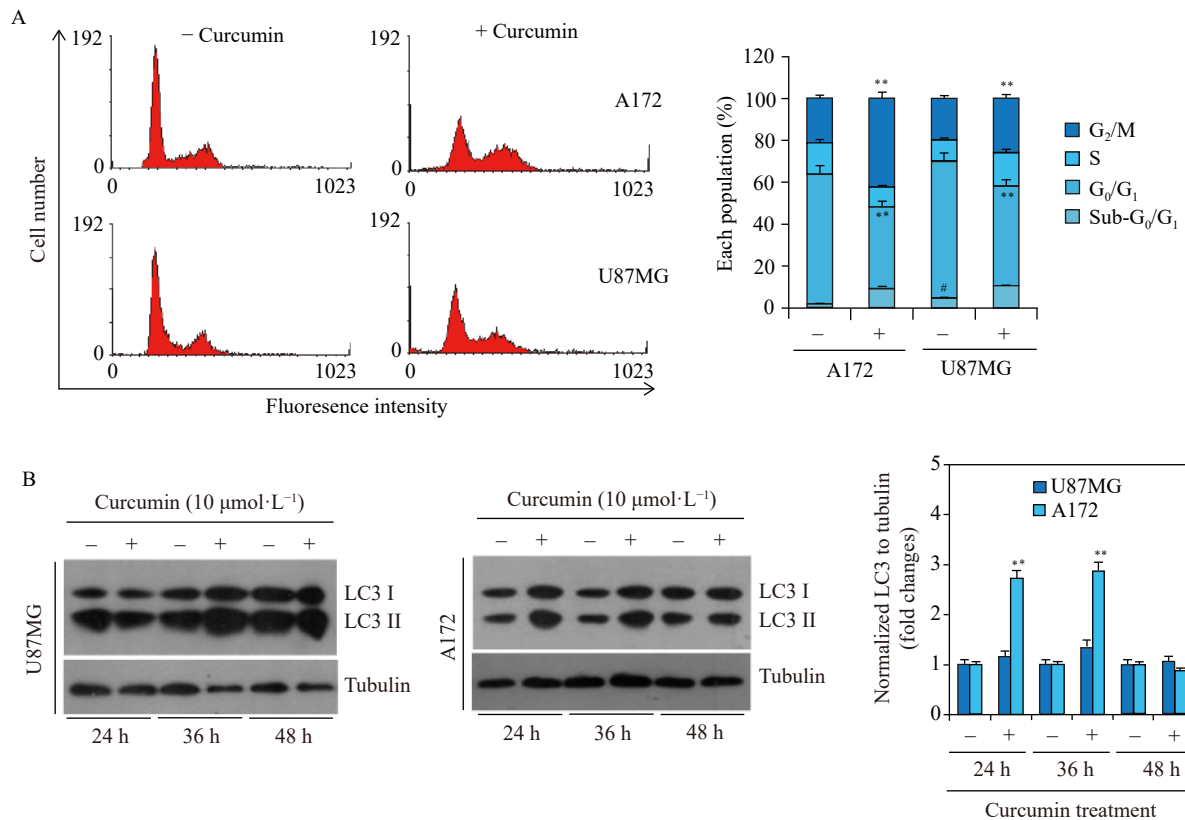 A
− Curcumin
+ Curcumin
192
0
0
1023
192
0
0
1023
A172
192
0
0
1023
192
0
0
1023
U87MG
Cell number
Fluoresence intensity
Each population (%)
120
100
80
60
40
20
0
** **
** **
#
− + − +
A172 U87MG
G₂/M
S
G₀/G₁
Sub-G₀/G₁
B
Curcumin (10 μmol·L⁻¹)
− + − + − +
U87MG
LC3 I
LC3 II
Tubulin
24 h 36 h 48 h
Curcumin (10 μmol·L⁻¹)
− + − + − +
A172
LC3 I
LC3 II
Tubulin
24 h 36 h 48 h
Normalized LC3 to tubulin
(fold changes)
5
4
3
2
1
0
U87MG
A172
** **
− + − + − +
24 h 36 h 48 h
Curcumin treatment